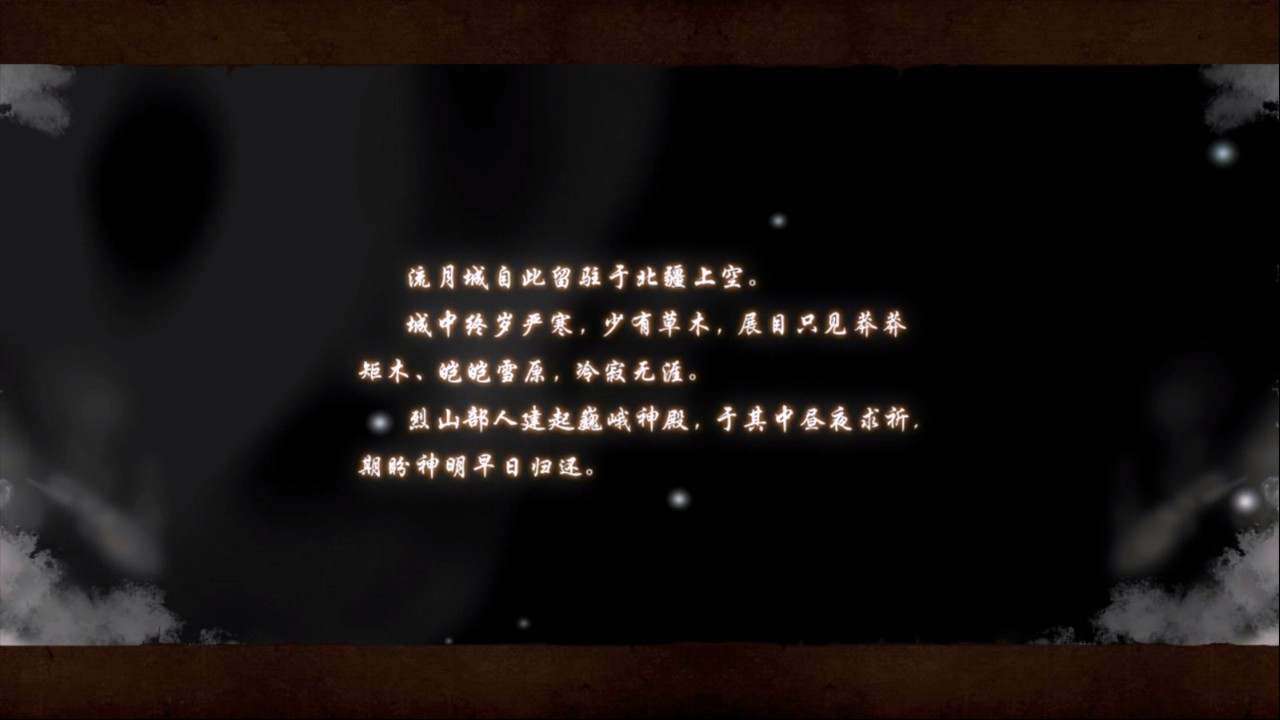 流月城自此留驻于北疆上空。
城中终岁严寒，少有草木，展目只见莽莽
矩木、皑皑雪原，冷寂无涯。
烈山部人建起巍峨神殿，于其中昼夜求祈，
期盼神明早日归还。